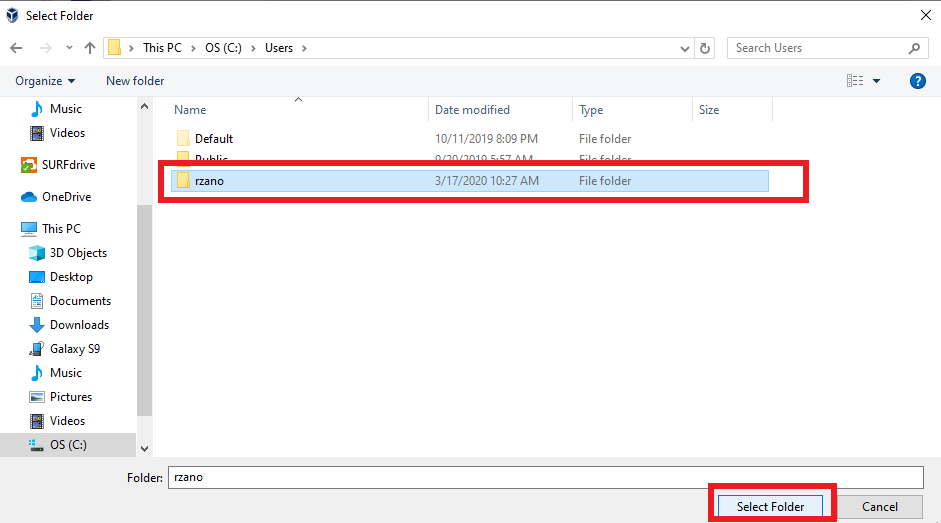 Select Folder
This PC > OS (C:) > Users >
Search Users
Organize
New folder
?
Music
Videos
SURFdrive
OneDrive
This PC
3D Objects
Desktop
Documents
Downloads
Galaxy S9
Music
Pictures
Videos
OS (C:)
Name Date modified Type Size
Default 10/11/2019 8:09 PM File folder
Public 9/20/2019 5:57 AM File folder
rzano 3/17/2020 10:27 AM File folder
Folder: rzano
Select Folder Cancel